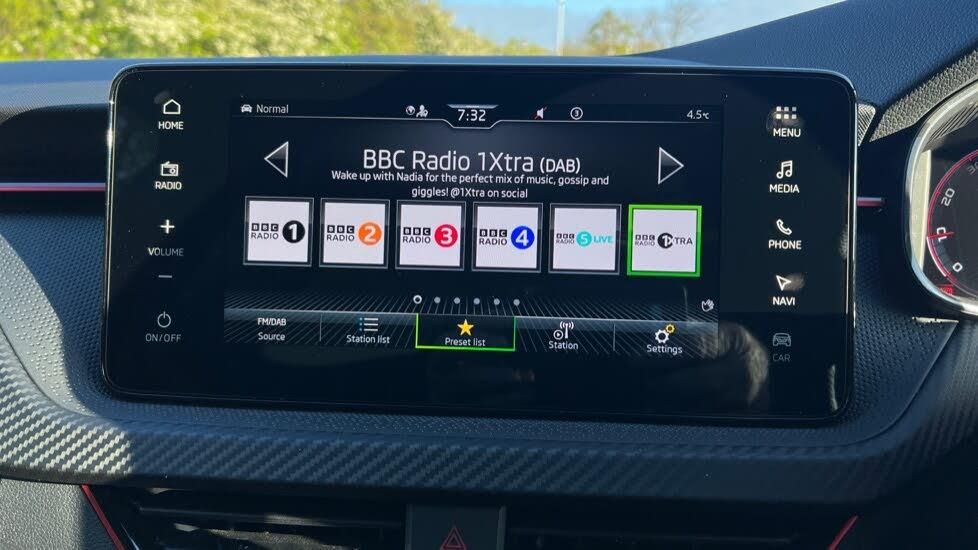 Normal
7:32
3
4.5°C
HOME
RADIO
+
VOLUME
−
ON/OFF
BBC Radio 1Xtra (DAB)
Wake up with Nadia for the perfect mix of music, gossip and
giggles! @1Xtra on social
BBC RADIO 1
BBC RADIO 2
BBC RADIO 3
BBC RADIO 4
BBC RADIO 5 LIVE
BBC RADIO 1XTRA
FM/DAB
Source
Station list
Preset list
Station
Settings
MENU
MEDIA
PHONE
NAVI
CAR
20
10
0